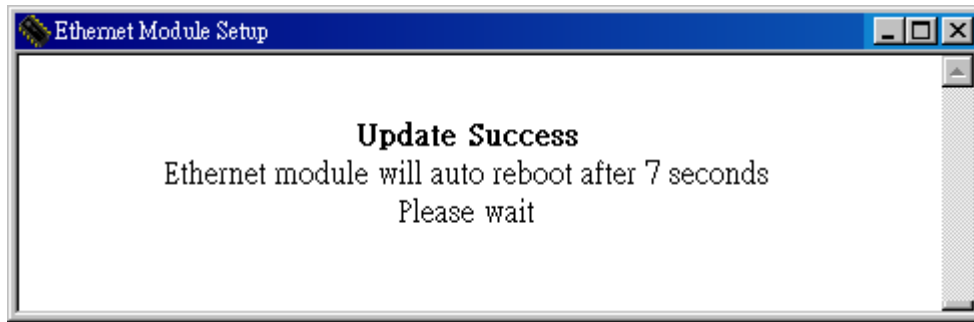 Ethernet Module Setup
Update Success
Ethernet module will auto reboot after 7 seconds
Please wait